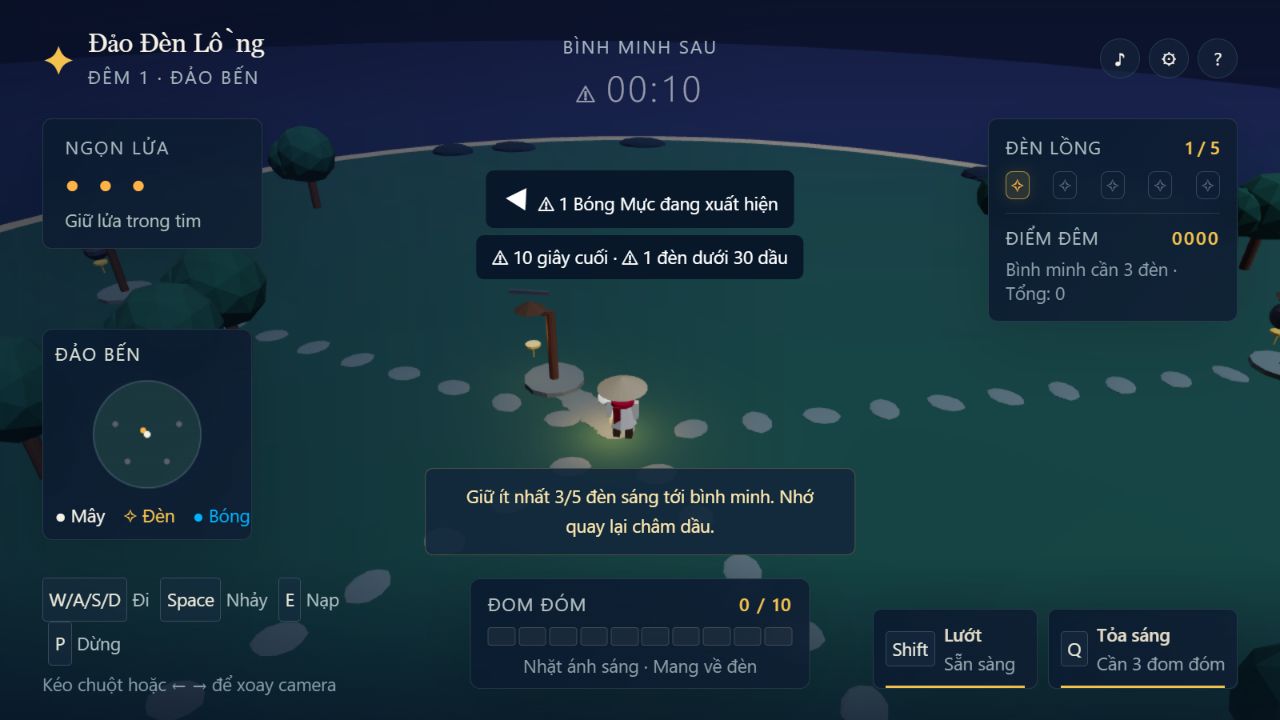 Đảo Đèn Lồng
ĐÊM 1 · ĐẢO BẾN
BÌNH MINH SAU
⚠ 00:10
♪ ⚙ ?
NGỌN LỬA
Giữ lửa trong tim
ĐÈN LỒNG 1 / 5
ĐIỂM ĐÊM 0000
Bình minh cần 3 đèn ·
Tổng: 0
◀ ⚠ 1 Bóng Mực đang xuất hiện
⚠ 10 giây cuối · ⚠ 1 đèn dưới 30 dầu
ĐẢO BẾN
● Mây ✧ Đèn ● Bóng
Giữ ít nhất 3/5 đèn sáng tới bình minh. Nhớ
quay lại châm dầu.
W/A/S/D Đi Space Nhảy E Nạp
P Dừng
Kéo chuột hoặc ← → để xoay camera
ĐOM ĐÓM 0 / 10
Nhặt ánh sáng · Mang về đèn
Shift Lướt
Sẵn sàng
Q Tỏa sáng
Cần 3 đom đóm